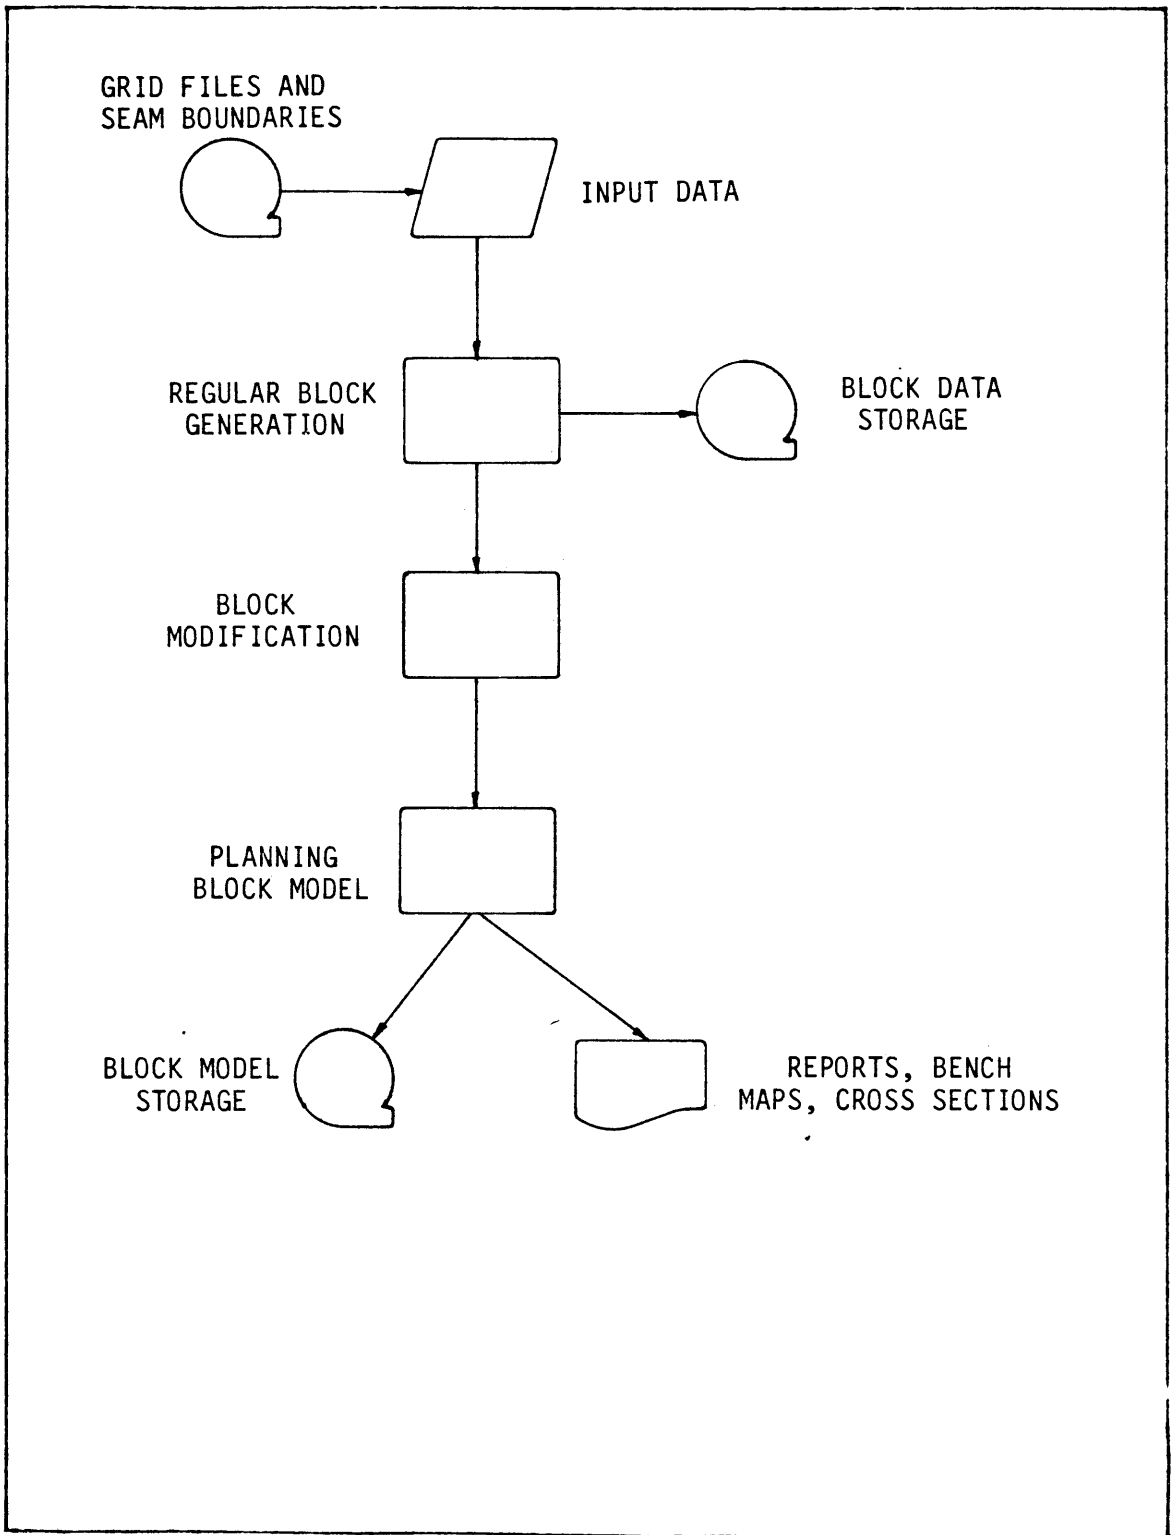 GRID FILES AND
SEAM BOUNDARIES
INPUT DATA
REGULAR BLOCK
GENERATION
BLOCK DATA
STORAGE
BLOCK
MODIFICATION
PLANNING
BLOCK MODEL
BLOCK MODEL
STORAGE
REPORTS, BENCH
MAPS, CROSS SECTIONS